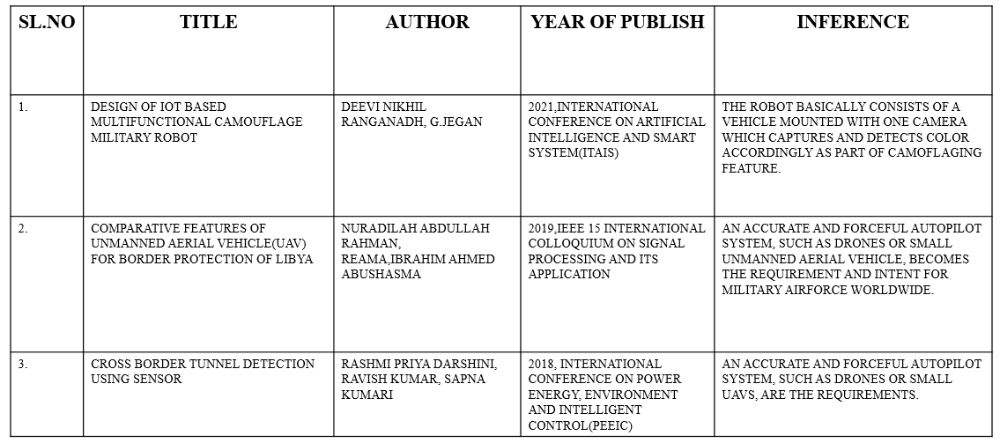 SL.NO
TITLE
AUTHOR
YEAR OF PUBLISH
INFERENCE
1.
DESIGN OF IOT BASED
MULTIFUNCTIONAL CAMOUFLAGE
MILITARY ROBOT
DEEVI NIKHIL
RANGANADH, G.JEGAN
2021,INTERNATIONAL
CONFERENCE ON ARTIFICIAL
INTELLIGENCE AND SMART
SYSTEM(ITAIS)
THE ROBOT BASICALLY CONSISTS OF A
VEHICLE MOUNTED WITH ONE CAMERA
WHICH CAPTURES AND DETECTS COLOR
ACCORDINGLY AS PART OF CAMOFLAGING
FEATURE.
2.
COMPARATIVE FEATURES OF
UNMANNED AERIAL VEHICLE(UAV)
FOR BORDER PROTECTION OF LIBYA
NURADILAH ABDULLAH
RAHMAN,
REAMA,IBRAHIM AHMED
ABUSHASMA
2019,IEEE 15 INTERNATIONAL
COLLOQUIUM ON SIGNAL
PROCESSING AND ITS
APPLICATION
AN ACCURATE AND FORCEFUL AUTOPILOT
SYSTEM, SUCH AS DRONES OR SMALL
UNMANNED AERIAL VEHICLE, BECOMES
THE REQUIREMENT AND INTENT FOR
MILITARY AIRFORCE WORLDWIDE.
3.
CROSS BORDER TUNNEL DETECTION
USING SENSOR
RASHMI PRIYA DARSHINI,
RAVISH KUMAR, SAPNA
KUMARI
2018, INTERNATIONAL
CONFERENCE ON POWER
ENERGY, ENVIRONMENT
AND INTELLIGENT
CONTROL(PEEIC)
AN ACCURATE AND FORCEFUL AUTOPILOT
SYSTEM, SUCH AS DRONES OR SMALL
UAVS, ARE THE REQUIREMENTS.